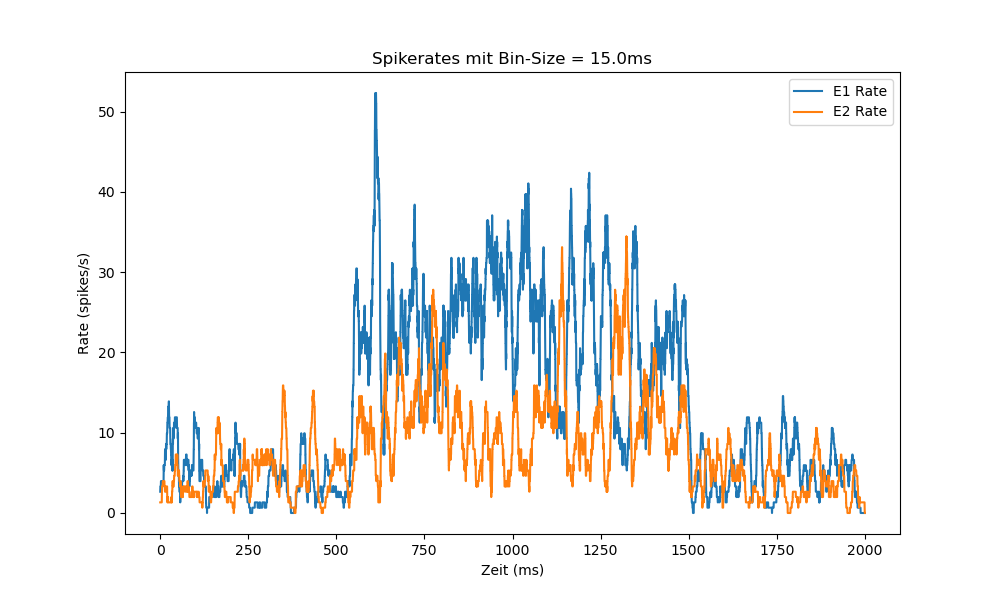 Spikerates mit Bin-Size = 15.0ms
E1 Rate
E2 Rate
50
40
30
20
10
0
Rate (spikes/s)
0 250 500 750 1000 1250 1500 1750 2000
Zeit (ms)